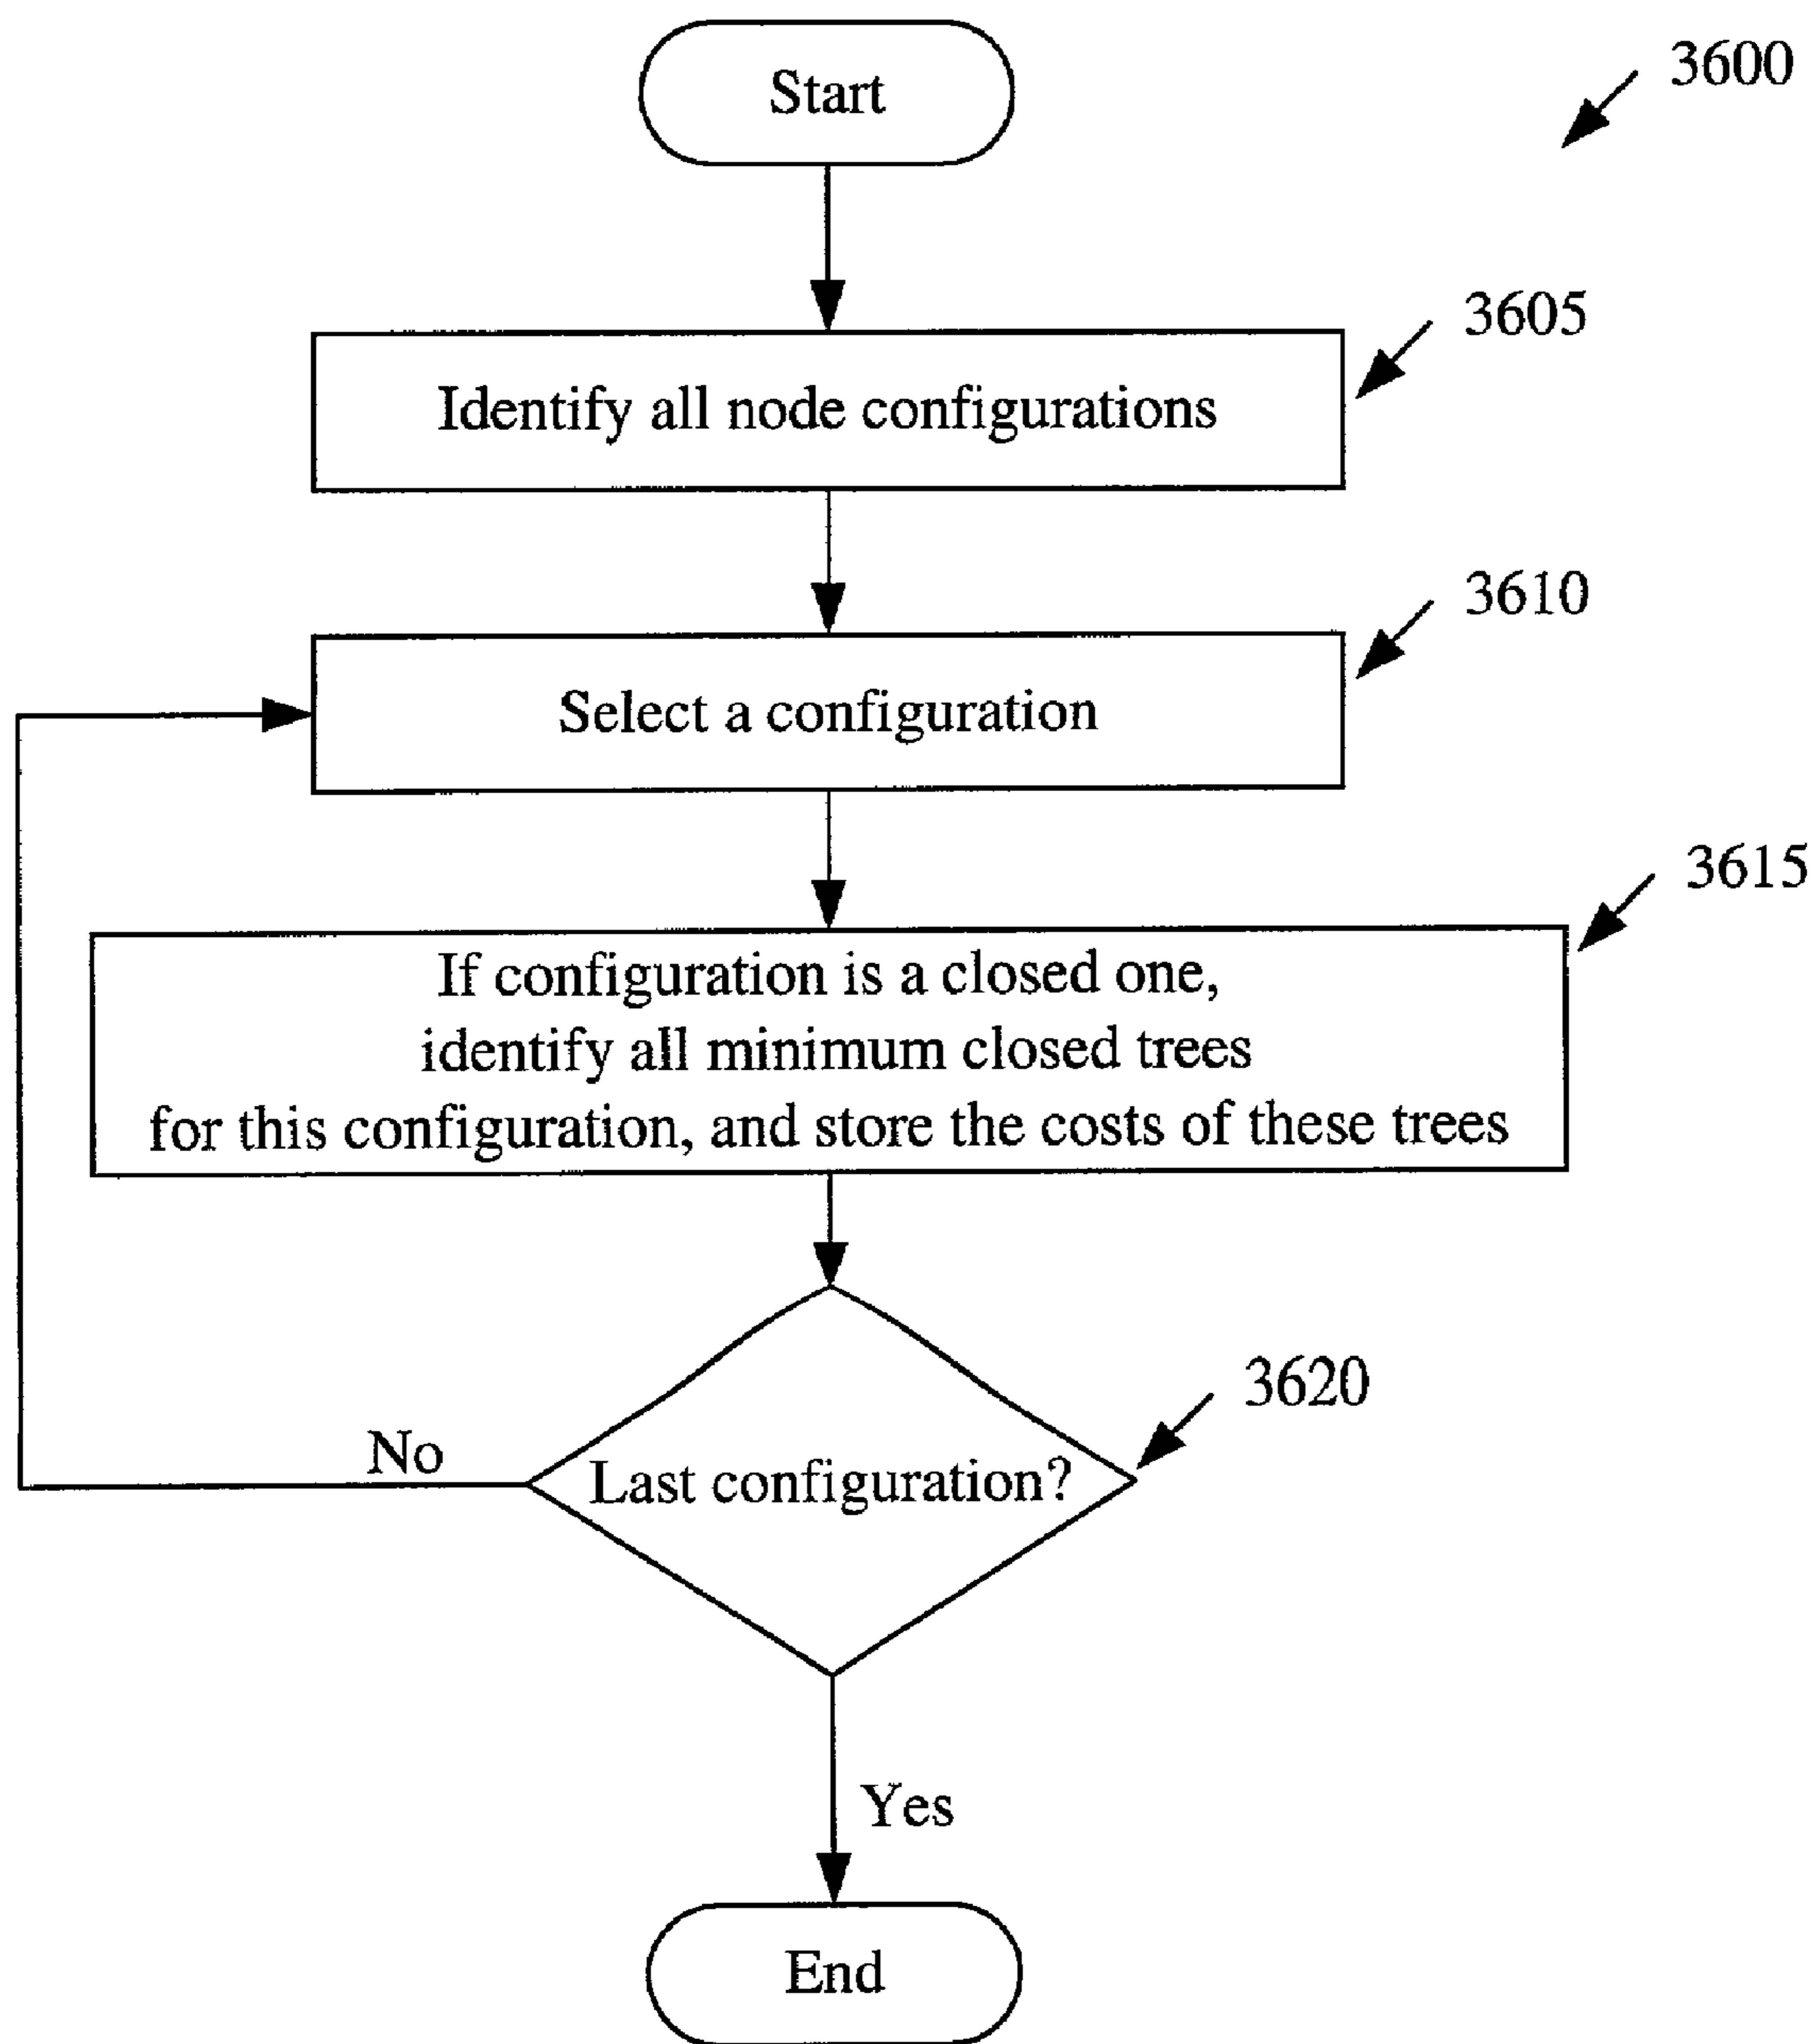 Start
3600
3605
Identify all node configurations
3610
Select a configuration
3615
If configuration is a closed one,
identify all minimum closed trees
for this configuration, and store the costs of these trees
3620
No
Last configuration?
Yes
End